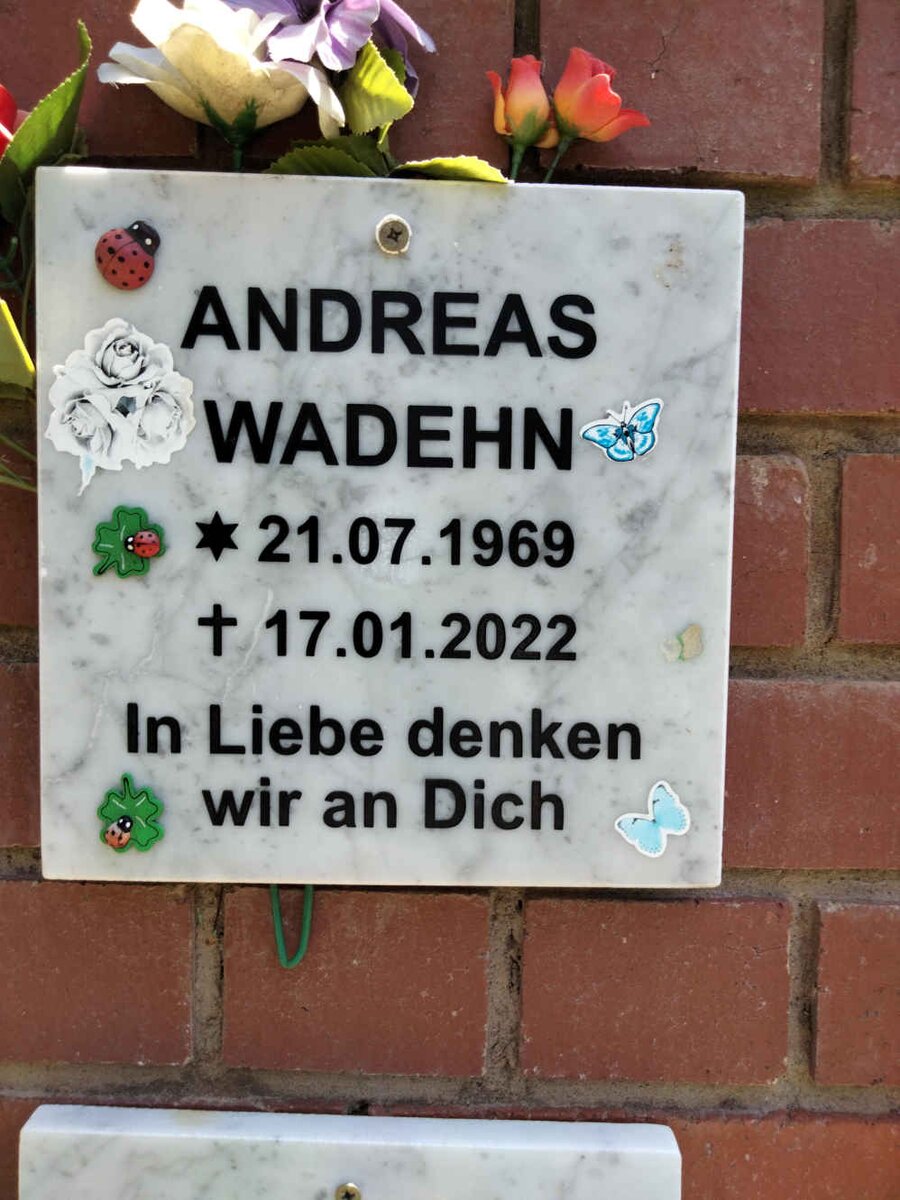 ANDREAS
WADEHN
✶ 21.07.1969
✝ 17.01.2022
In Liebe denken
wir an Dich